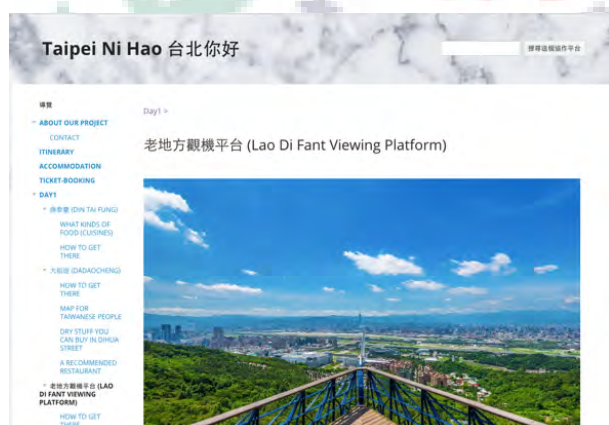 Taipei Ni Hao 台北你好
搜尋這個協作平台
導覽
ABOUT OUR PROJECT
CONTACT
ITINERARY
ACCOMMODATION
TICKET-BOOKING
DAY1
鼎泰豐 (DIN TAI FUNG)
WHAT KINDS OF
FOOD (CUISINES)
HOW TO GET
THERE
大稻埕 (DADAOCHENG)
HOW TO GET
THERE
MAP FOR
TAIWANESE PEOPLE
DRY STUFF YOU
CAN BUY IN DIHUA
STREET
A RECOMMENDED
RESTAURANT
老地方觀機平台 (LAO
DI FANT VIEWING
PLATFORM)
HOW TO GET
THERE
Day1 >
老地方觀機平台 (Lao Di Fant Viewing Platform)